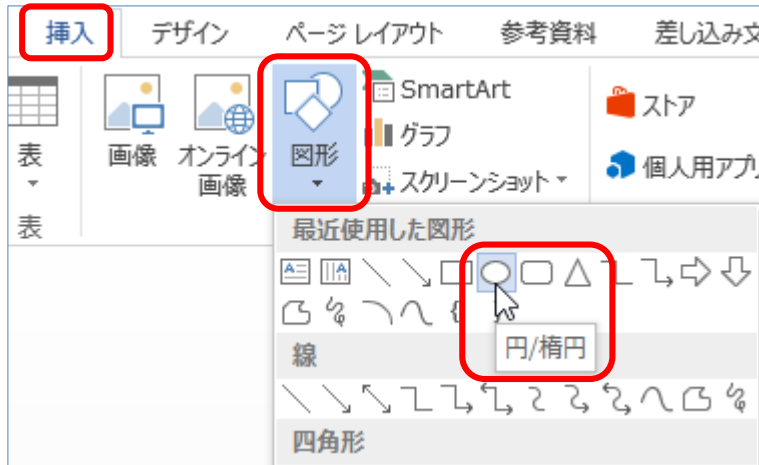 挿入 デザイン ページ レイアウト 参考資料 差し込み文
表 画像 オンライン 画像 図形 SmartArt グラフ スクリーンショット ストア 個人用アプリ
表
最近使用した図形
円/楕円
線
四角形